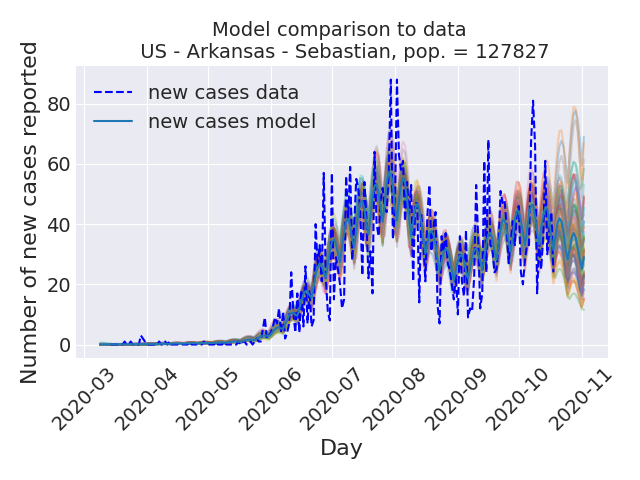 Model comparison to data
US - Arkansas - Sebastian, pop. = 127827
Number of new cases reported
80
60
40
20
0
new cases data
new cases model
2020-03
2020-04
2020-05
2020-06
2020-07
2020-08
2020-09
2020-10
2020-11
Day